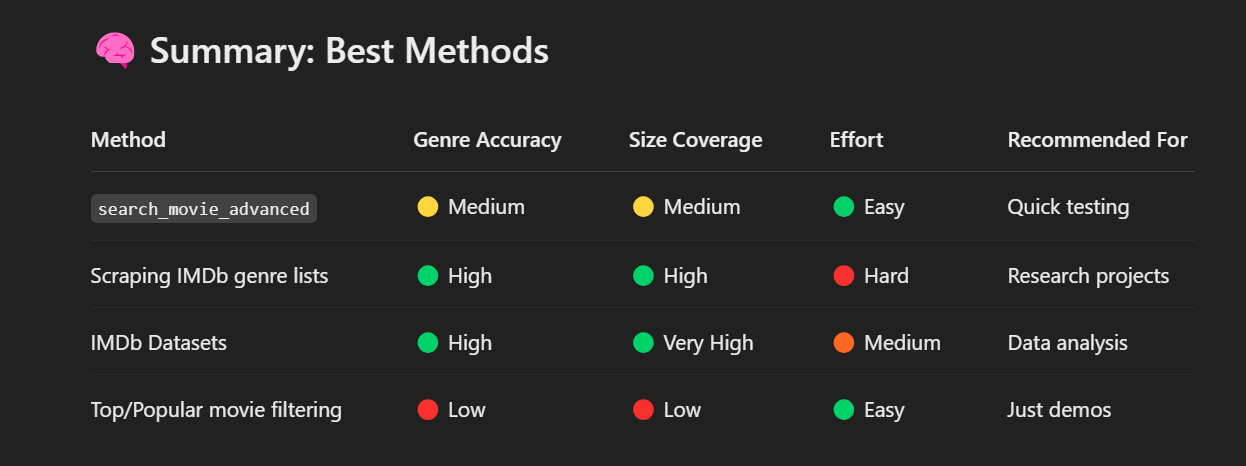 Summary: Best Methods
Method Genre Accuracy Size Coverage Effort Recommended For
search_movie_advanced Medium Medium Easy Quick testing
Scraping IMDb genre lists High High Hard Research projects
IMDb Datasets High Very High Medium Data analysis
Top/Popular movie filtering Low Low Easy Just demos